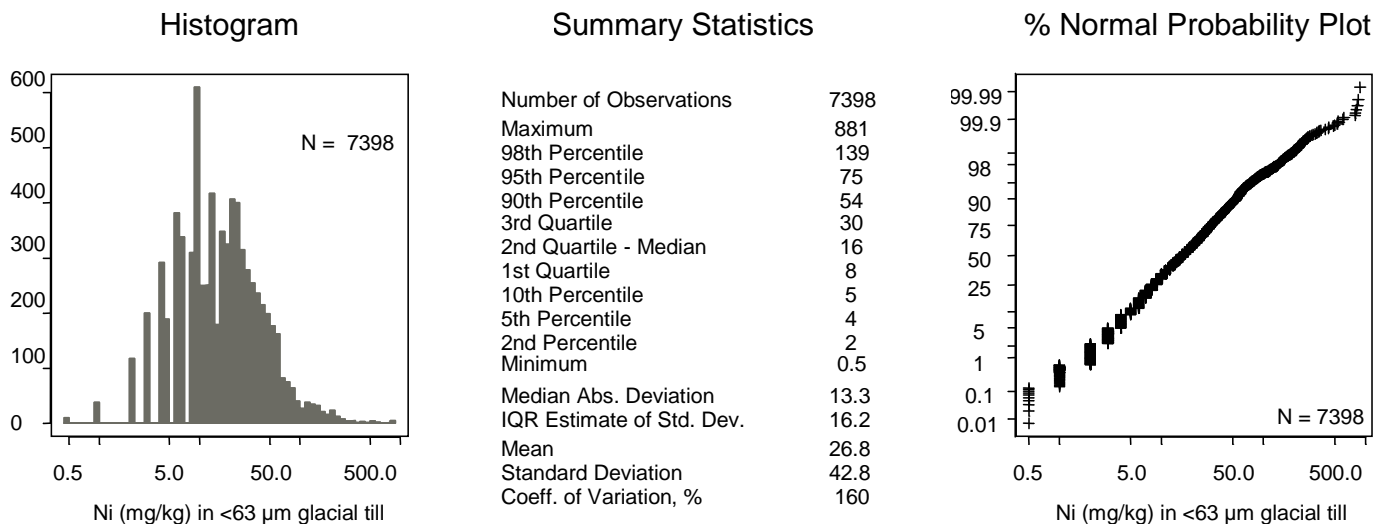 Histogram
600
500
400
300
200
100
0
N = 7398
0.5 5.0 50.0 500.0
Ni (mg/kg) in <63 µm glacial till
Summary Statistics
Number of Observations 7398
Maximum 881
98th Percentile 139
95th Percentile 75
90th Percentile 54
3rd Quartile 30
2nd Quartile - Median 16
1st Quartile 8
10th Percentile 5
5th Percentile 4
2nd Percentile 2
Minimum 0.5
Median Abs. Deviation 13.3
IQR Estimate of Std. Dev. 16.2
Mean 26.8
Standard Deviation 42.8
Coeff. of Variation, % 160
% Normal Probability Plot
99.99
99.9
98
90
75
50
25
5
1
0.1
0.01
N = 7398
0.5 5.0 50.0 500.0
Ni (mg/kg) in <63 µm glacial till